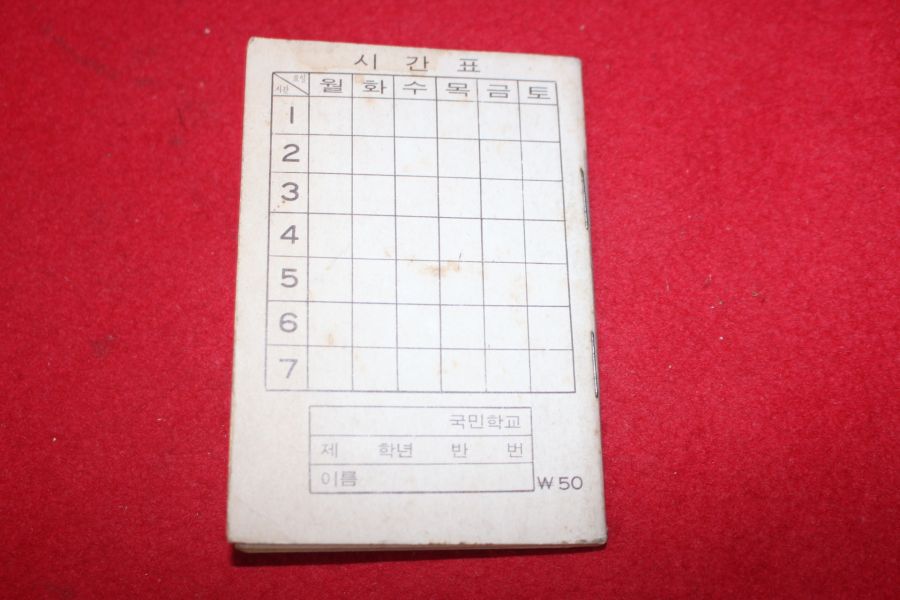 시간표
요일
시간 월 화 수 목 금 토
1
2
3
4
5
6
7
국민학교
제 학년 반 번
이름
₩50